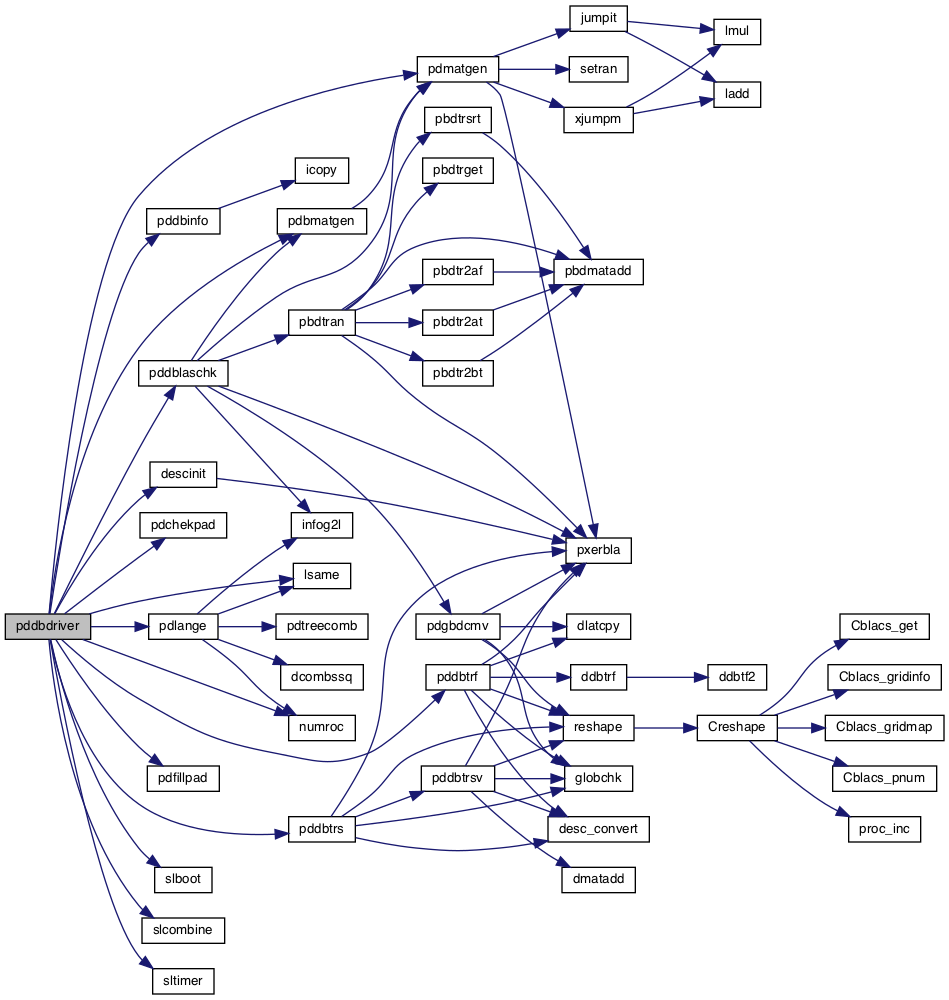 jumpit
lmul
pdmatgen
setran
ladd
pbdtrsrt
xjumpm
icopy
pbdtrget
pddbinfo
pdbmatgen
pbdtr2af
pbdmatadd
pbdtran
pbdtr2at
pddblaschk
pbdtr2bt
descinit
pdchekpad
infog2l
pxerbla
lsame
pddbdriver
pdlange
pdtreecomb
pdgbdcmv
dlatcpy
Cblacs_get
dcombssq
pddbtrf
ddbtrf
ddbtf2
Cblacs_gridinfo
numroc
reshape
Creshape
Cblacs_gridmap
pdfillpad
pddbtrsv
globchk
Cblacs_pnum
pddbtrs
desc_convert
proc_inc
slboot
dmatadd
slcombine
sltimer